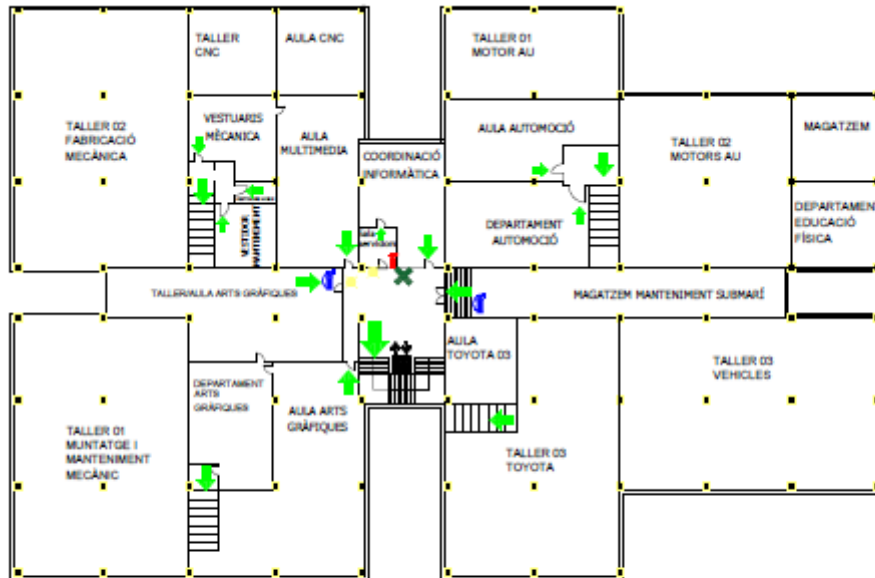 TALLER
CNC
AULA CNC
TALLER 01
MOTOR AU
TALLER 02
FABRICACIÓ
MECÀNICA
VESTUARIS
MÈCANICA
AULA
MULTIMEDIA
COORDINACIÓ
INFORMÀTICA
AULA AUTOMOCIÓ
TALLER 02
MOTORS AU
MAGATZEM
VESTIDOR
MANTENIMENT
Sala
servidors
DEPARTAMENT
AUTOMOCIÓ
DEPARTAMEN
EDUCACIÓ
FÍSICA
TALLER/AULA ARTS GRÀFIQUES
MAGATZEM MANTENIMENT SUBMARÍ
AULA
TOYOTA 03
TALLER 03
VEHICLES
DEPARTAMENT
ARTS
GRÀFIQUES
AULA ARTS
GRÀFIQUES
TALLER 01
MUNTATGE I
MANTENIMENT
MECÀNIC
TALLER 03
TOYOTA